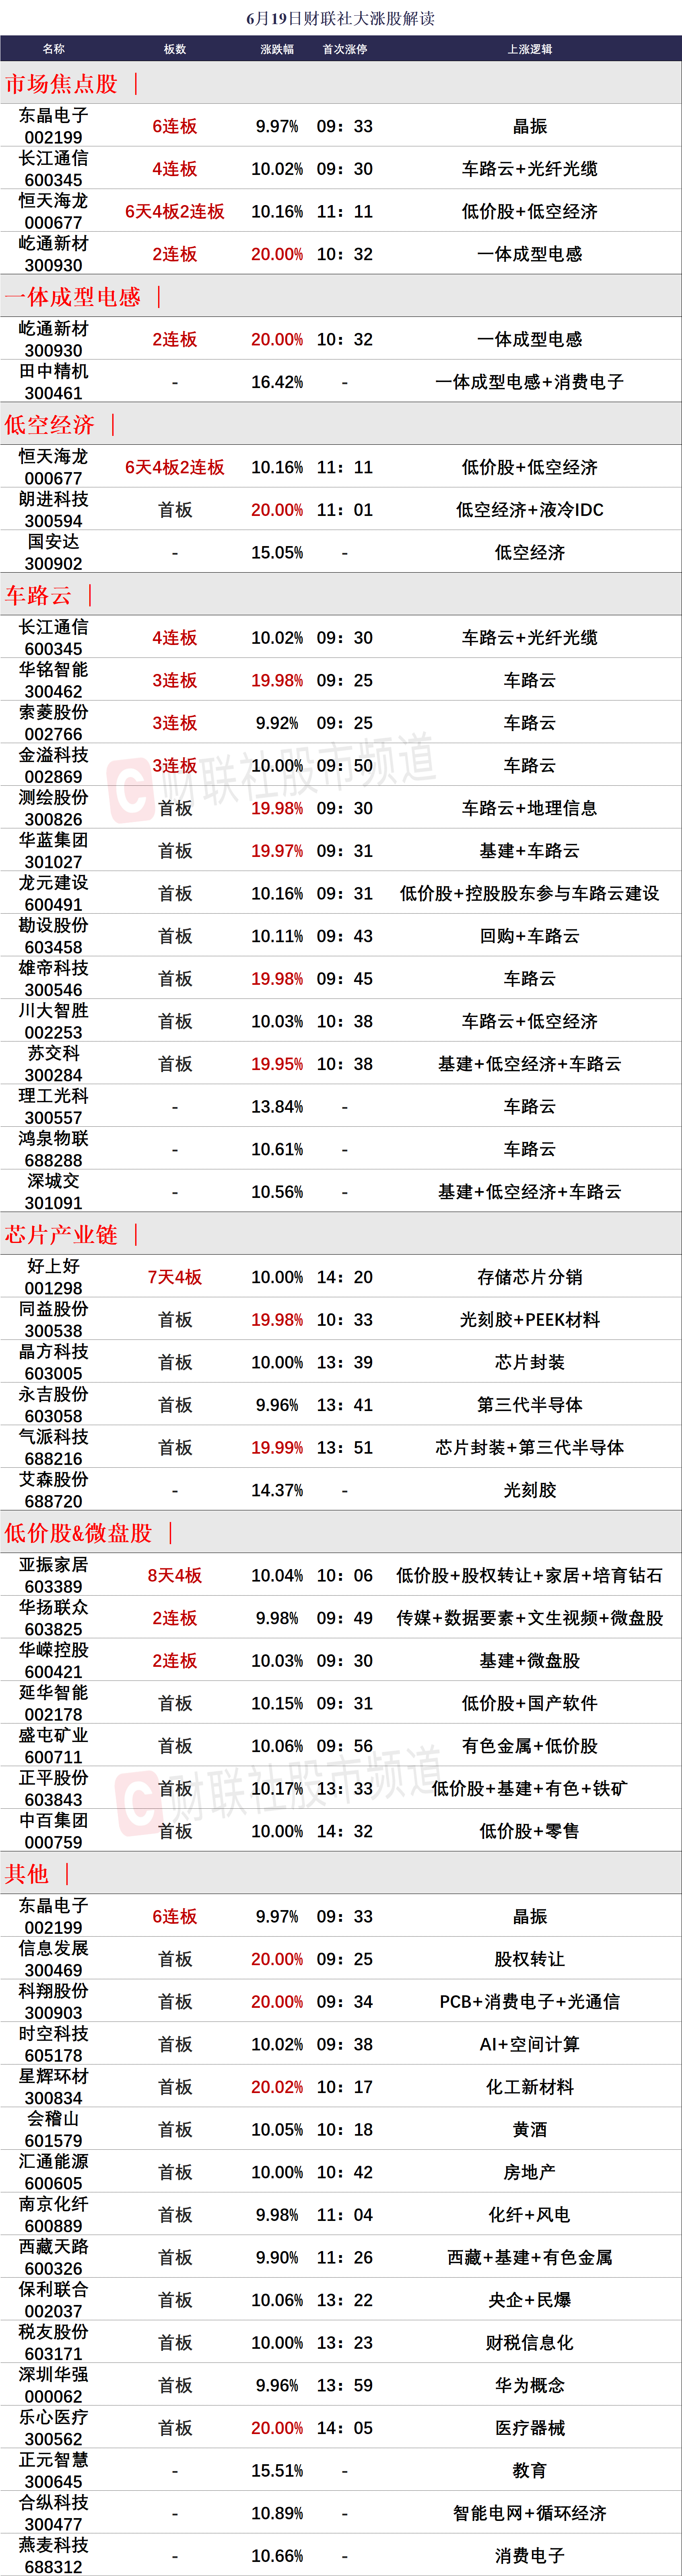 6月19日财联社大涨股解读
名称 板数 涨跌幅 首次涨停 上涨逻辑
市场焦点股 |
东晶电子 002199 6连板 9.97% 09：33 晶振
长江通信 600345 4连板 10.02% 09：30 车路云+光纤光缆
恒天海龙 000677 6天4板2连板 10.16% 11：11 低价股+低空经济
屹通新材 300930 2连板 20.00% 10：32 一体成型电感
一体成型电感 |
屹通新材 300930 2连板 20.00% 10：32 一体成型电感
田中精机 300461 - 16.42% - 一体成型电感+消费电子
低空经济 |
恒天海龙 000677 6天4板2连板 10.16% 11：11 低价股+低空经济
朗进科技 300594 首板 20.00% 11：01 低空经济+液冷IDC
国安达 300902 - 15.05% - 低空经济
车路云 |
长江通信 600345 4连板 10.02% 09：30 车路云+光纤光缆
华铭智能 300462 3连板 19.98% 09：25 车路云
索菱股份 002766 3连板 9.92% 09：25 车路云
金溢科技 002869 3连板 10.00% 09：50 车路云
财联社股市频道
测绘股份 300826 首板 19.98% 09：30 车路云+地理信息
华蓝集团 301027 首板 19.97% 09：31 基建+车路云
龙元建设 600491 首板 10.16% 09：31 低价股+控股股东参与车路云建设
勘设股份 603458 首板 10.11% 09：43 回购+车路云
雄帝科技 300546 首板 19.98% 09：45 车路云
川大智胜 002253 首板 10.03% 10：38 车路云+低空经济
苏交科 300284 首板 19.95% 10：38 基建+低空经济+车路云
理工光科 300557 - 13.84% - 车路云
鸿泉物联 688288 - 10.61% - 车路云
深城交 301091 - 10.56% - 基建+低空经济+车路云
芯片产业链 |
好上好 001298 7天4板 10.00% 14：20 存储芯片分销
同益股份 300538 首板 19.98% 10：33 光刻胶+PEEK材料
晶方科技 603005 首板 10.00% 13：39 芯片封装
永吉股份 603058 首板 9.96% 13：41 第三代半导体
气派科技 688216 首板 19.99% 13：51 芯片封装+第三代半导体
艾森股份 688720 - 14.37% - 光刻胶
低价股&微盘股 |
亚振家居 603389 8天4板 10.04% 10：06 低价股+股权转让+家居+培育钻石
华扬联众 603825 2连板 9.98% 09：49 传媒+数据要素+文生视频+微盘股
华嵘控股 600421 2连板 10.03% 09：30 基建+微盘股
延华智能 002178 首板 10.15% 09：31 低价股+国产软件
盛屯矿业 600711 首板 10.06% 09：56 有色金属+低价股
正平股份 603843 首板 10.17% 13：33 低价股+基建+有色+铁矿
财联社股市频道
中百集团 000759 首板 10.00% 14：32 低价股+零售
其他 |
东晶电子 002199 6连板 9.97% 09：33 晶振
信息发展 300469 首板 20.00% 09：25 股权转让
科翔股份 300903 首板 20.00% 09：34 PCB+消费电子+光通信
时空科技 605178 首板 10.02% 09：38 AI+空间计算
星辉环材 300834 首板 20.02% 10：17 化工新材料
会稽山 601579 首板 10.05% 10：18 黄酒
汇通能源 600605 首板 10.00% 10：42 房地产
南京化纤 600889 首板 9.98% 11：04 化纤+风电
西藏天路 600326 首板 9.90% 11：26 西藏+基建+有色金属
保利联合 002037 首板 10.06% 13：22 央企+民爆
税友股份 603171 首板 10.00% 13：23 财税信息化
深圳华强 000062 首板 9.96% 13：59 华为概念
乐心医疗 300562 首板 20.00% 14：05 医疗器械
正元智慧 300645 - 15.51% - 教育
合纵科技 300477 - 10.89% - 智能电网+循环经济
燕麦科技 688312 - 10.66% - 消费电子